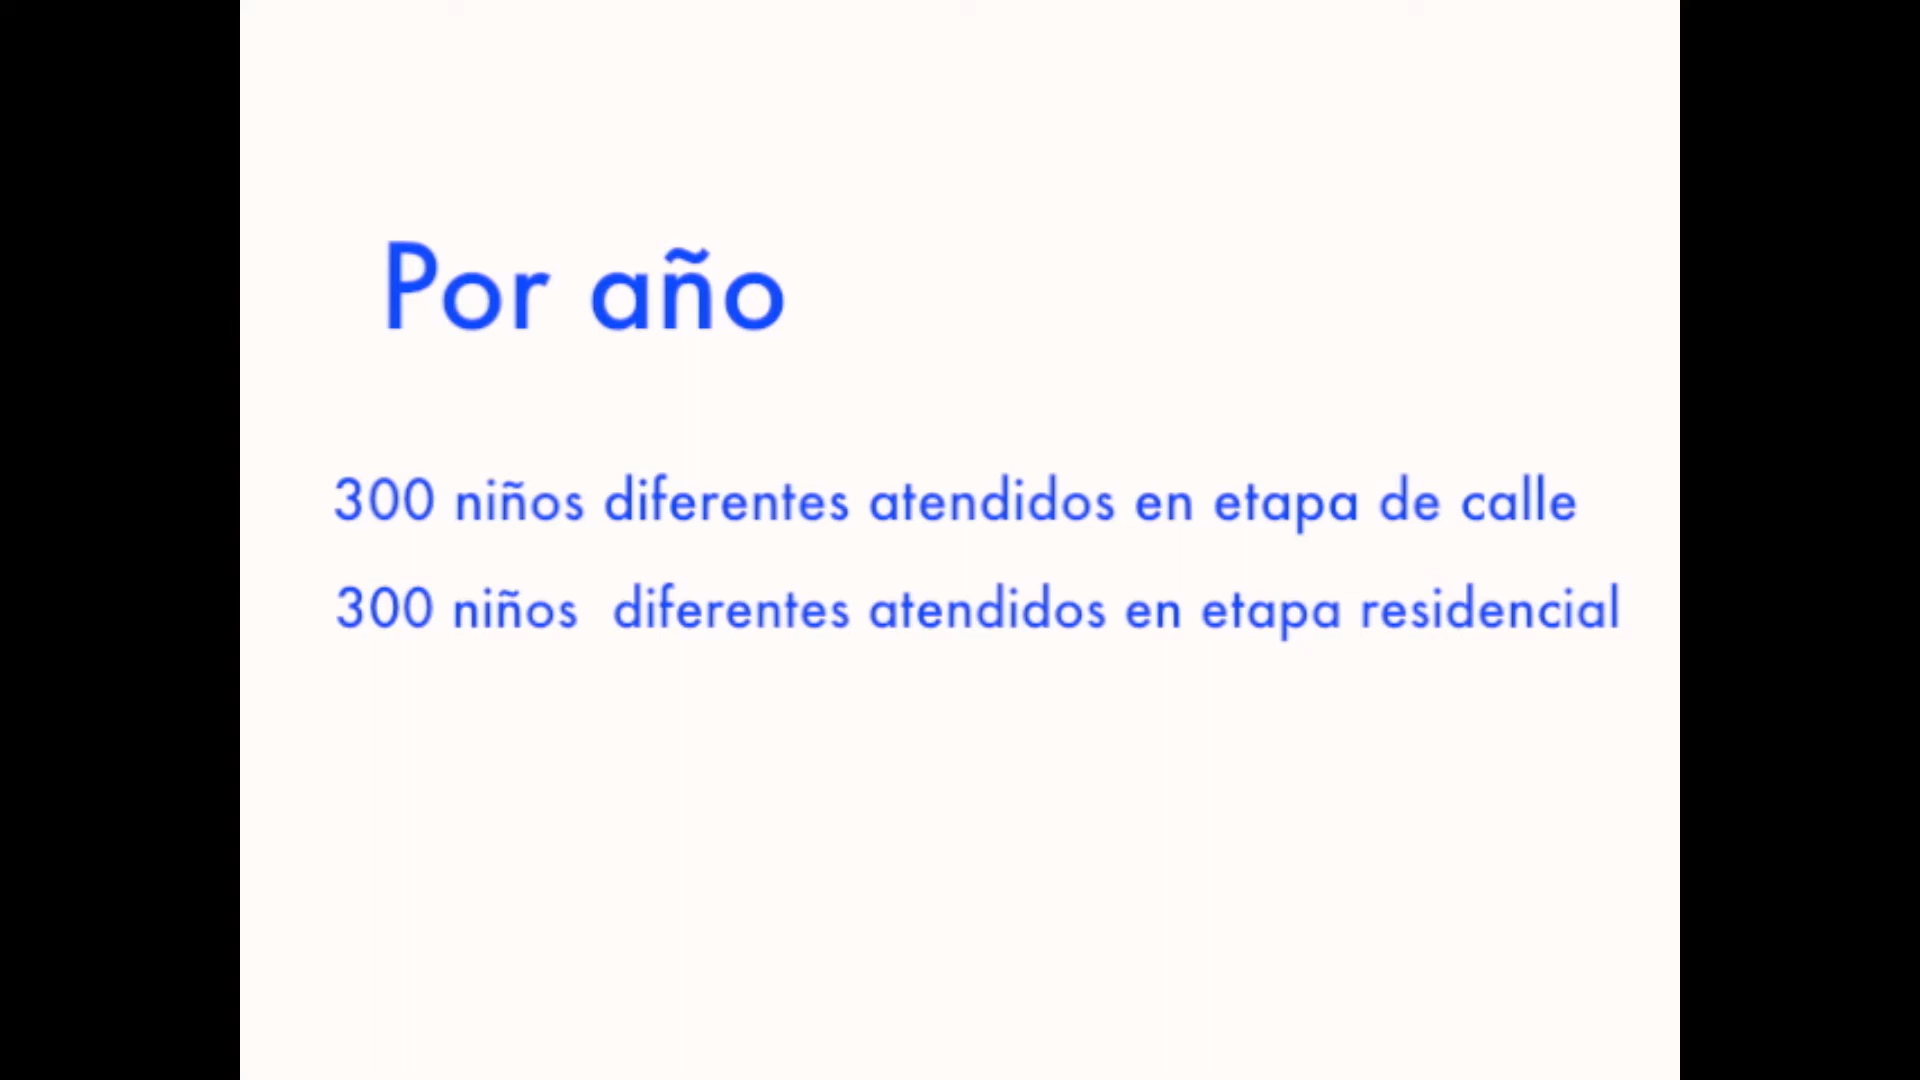 Por año
300 niños diferentes atendidos en etapa de calle
300 niños diferentes atendidos en etapa residencial